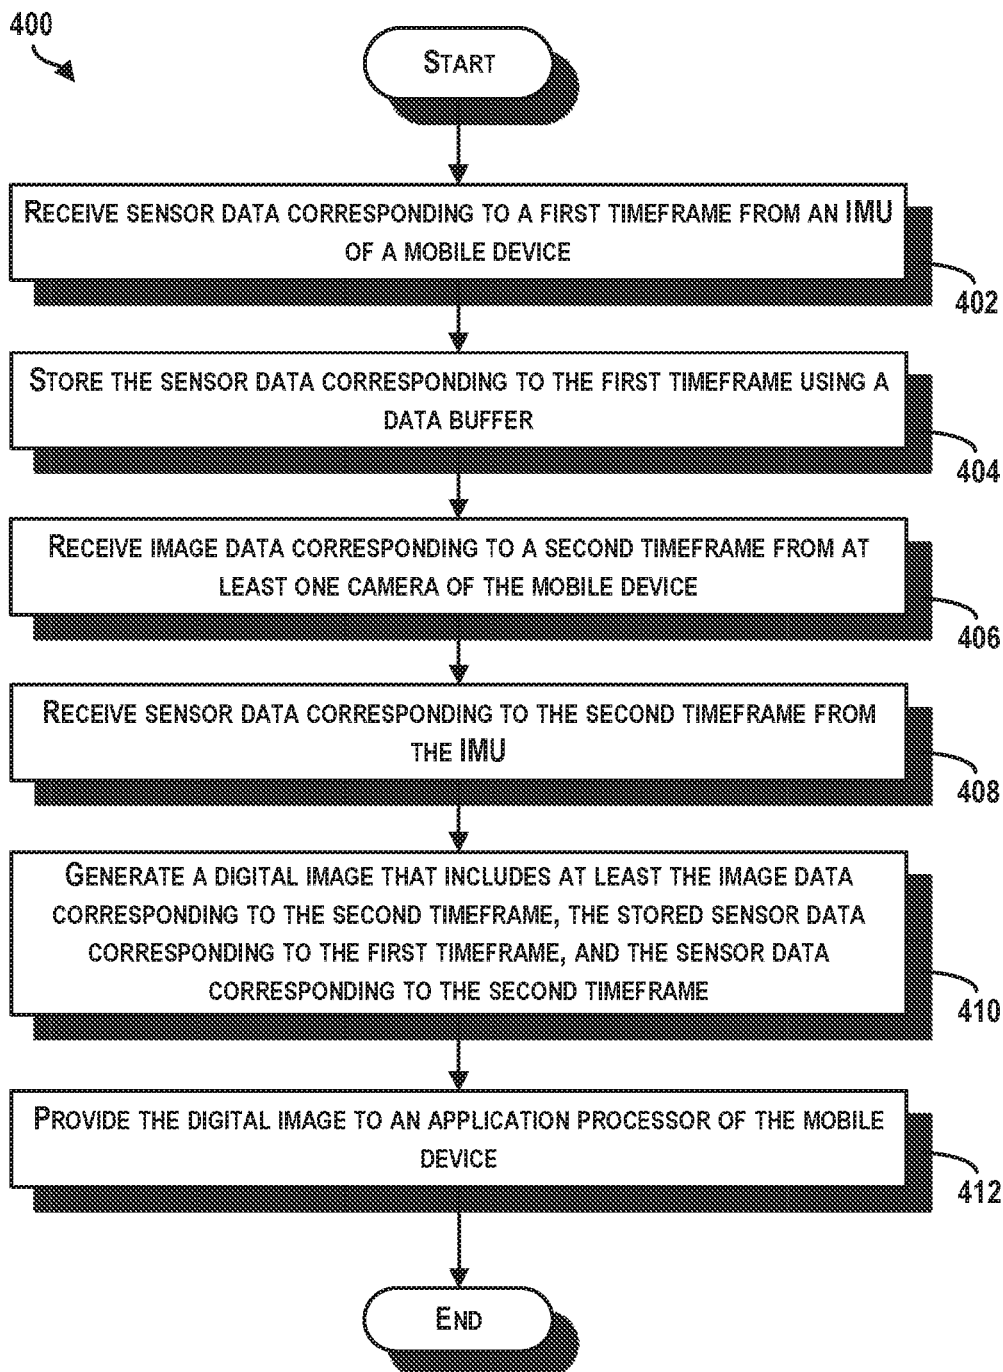 400
START
RECEIVE SENSOR DATA CORRESPONDING TO A FIRST TIMEFRAME FROM AN IMU
OF A MOBILE DEVICE
402
STORE THE SENSOR DATA CORRESPONDING TO THE FIRST TIMEFRAME USING A
DATA BUFFER
404
RECEIVE IMAGE DATA CORRESPONDING TO A SECOND TIMEFRAME FROM AT
LEAST ONE CAMERA OF THE MOBILE DEVICE
406
RECEIVE SENSOR DATA CORRESPONDING TO THE SECOND TIMEFRAME FROM
THE IMU
408
GENERATE A DIGITAL IMAGE THAT INCLUDES AT LEAST THE IMAGE DATA
CORRESPONDING TO THE SECOND TIMEFRAME, THE STORED SENSOR DATA
CORRESPONDING TO THE FIRST TIMEFRAME, AND THE SENSOR DATA
CORRESPONDING TO THE SECOND TIMEFRAME
410
PROVIDE THE DIGITAL IMAGE TO AN APPLICATION PROCESSOR OF THE MOBILE
DEVICE
412
END